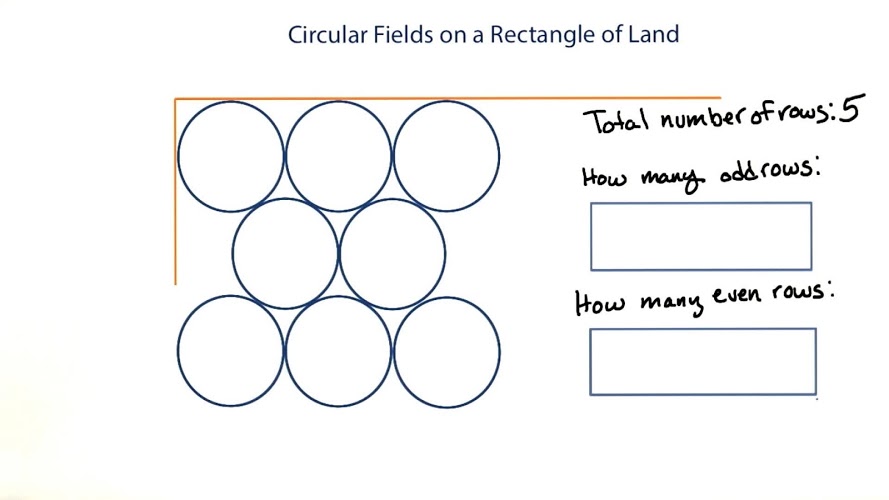 Circular Fields on a Rectangle of Land
Total number of rows: 5
How many odd rows:
How many even rows: